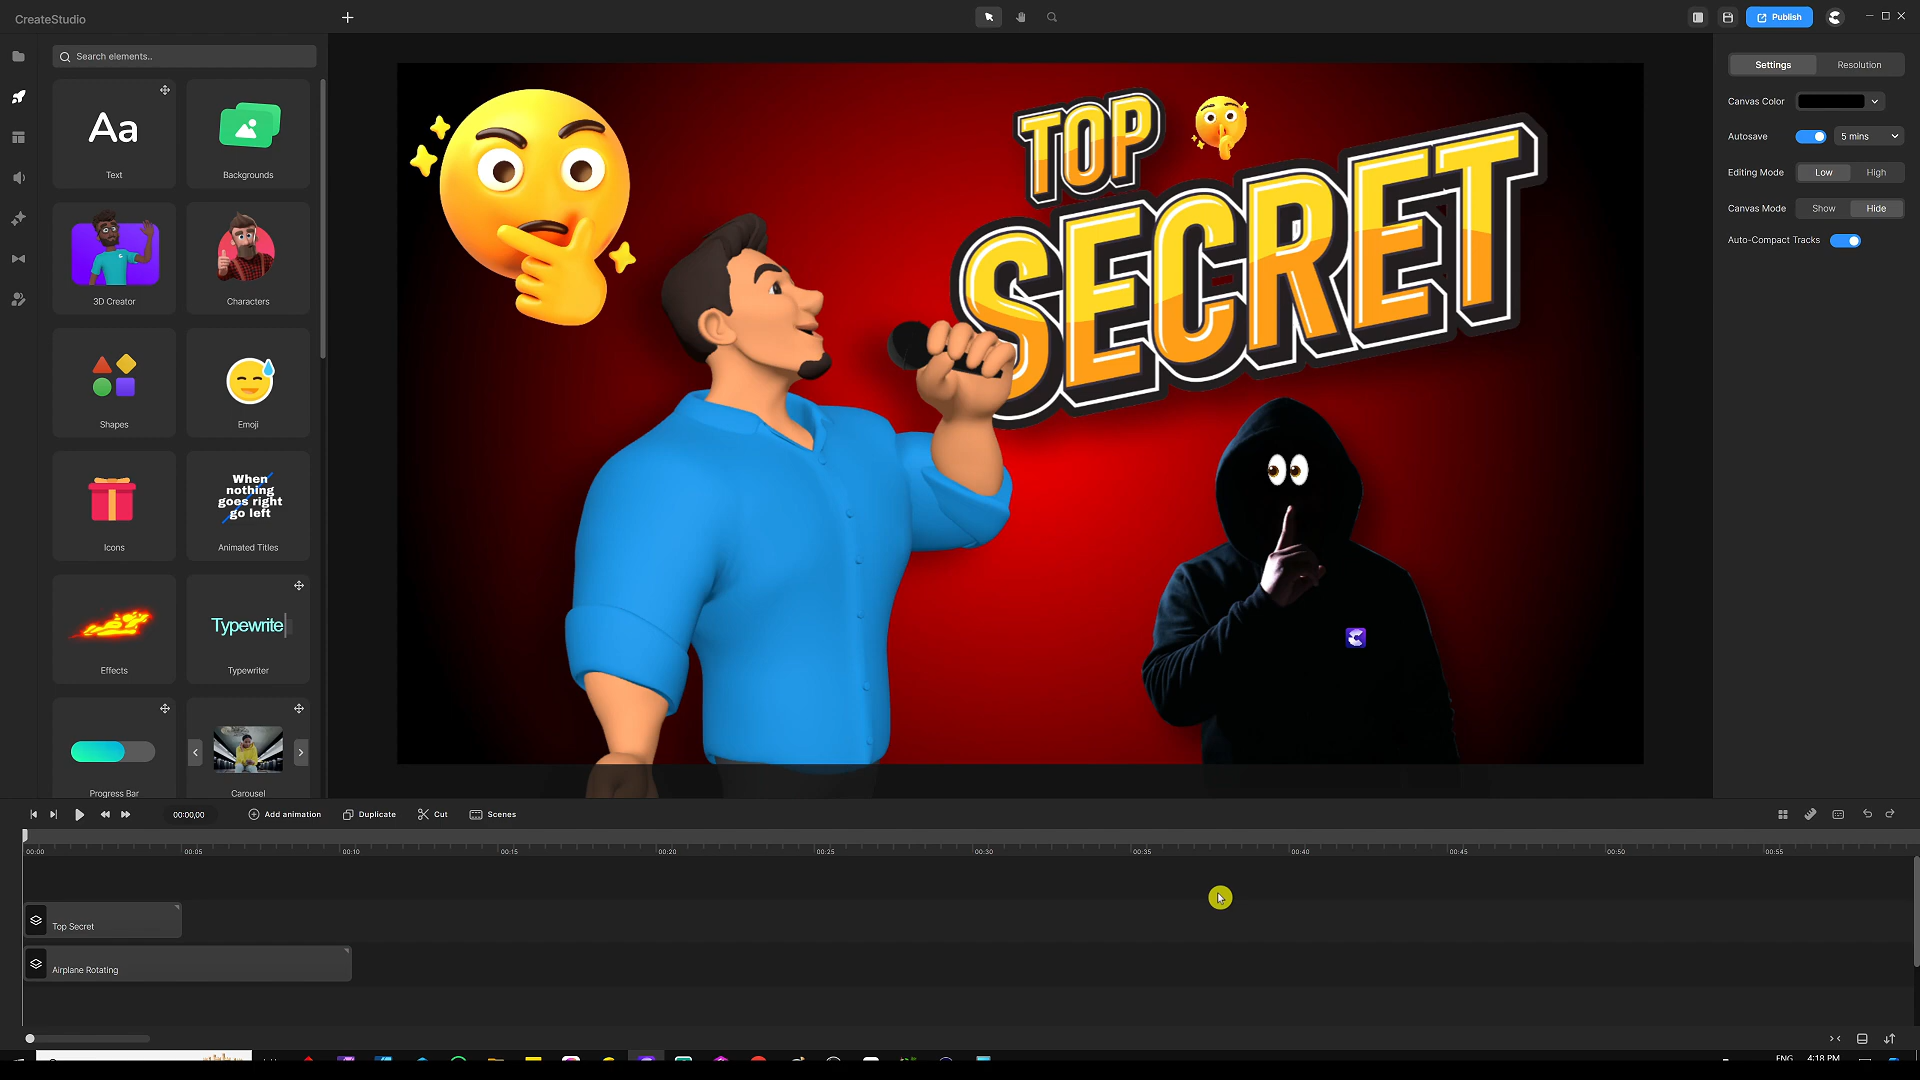 CreateStudio
Publish
Search elements..
Settings
Resolution
Aa
Text
Backgrounds
Canvas Color
Autosave
5 mins
Editing Mode
Low
High
Canvas Mode
Show
Hide
Auto-Compact Tracks
TOP
SECRET
3D Creator
Characters
Shapes
Emoji
When
nothing
goes right
go left
Icons
Animated Titles
Typewrite
Effects
Typewriter
Progress Bar
Carousel
00:00,00
Add animation
Duplicate
Cut
Scenes
00:00
00:05
00:10
00:15
00:20
00:25
00:30
00:35
00:40
00:45
00:50
00:55
Top Secret
Airplane Rotating
ENG
4:18 PM